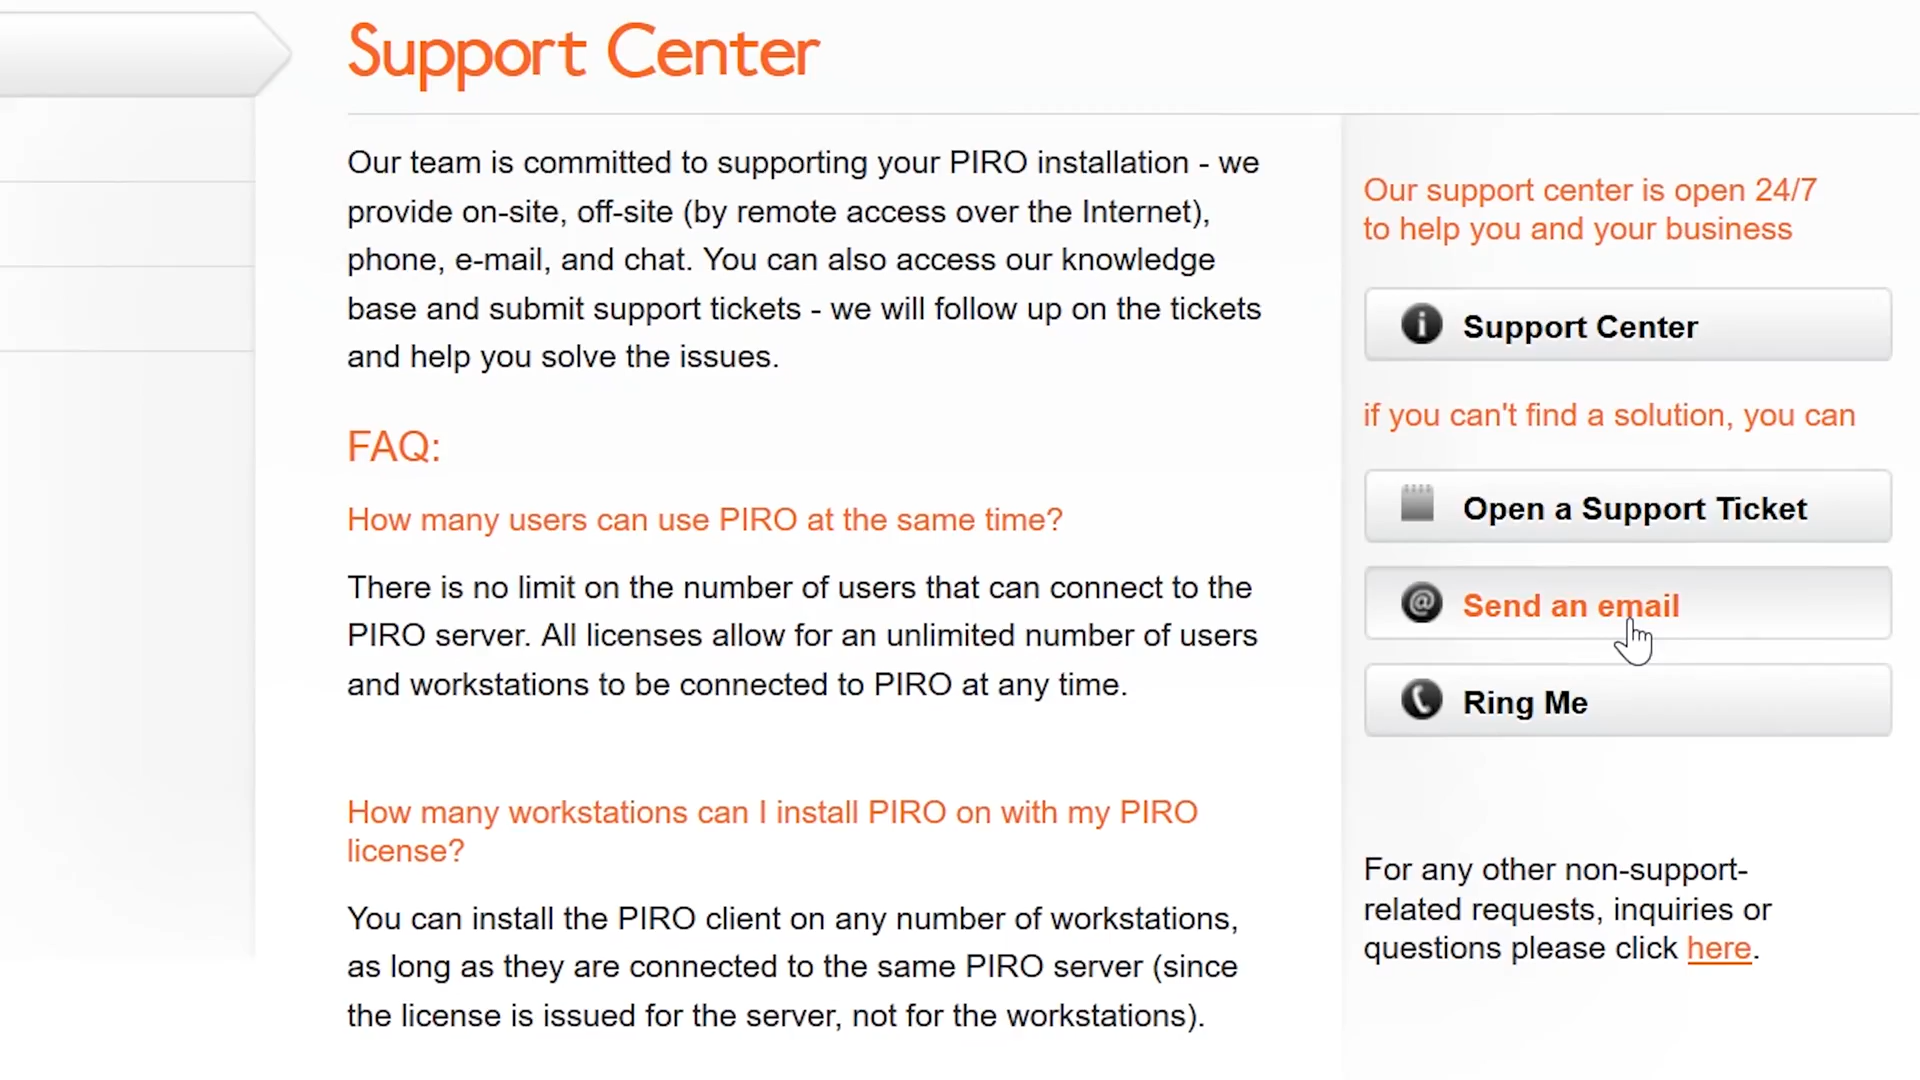 Support Center
Our team is committed to supporting your PIRO installation - we
provide on-site, off-site (by remote access over the Internet),
phone, e-mail, and chat. You can also access our knowledge
base and submit support tickets - we will follow up on the tickets
and help you solve the issues.
FAQ:
How many users can use PIRO at the same time?
There is no limit on the number of users that can connect to the
PIRO server. All licenses allow for an unlimited number of users
and workstations to be connected to PIRO at any time.
How many workstations can I install PIRO on with my PIRO
license?
You can install the PIRO client on any number of workstations,
as long as they are connected to the same PIRO server (since
the license is issued for the server, not for the workstations).
Our support center is open 24/7
to help you and your business
Support Center
if you can't find a solution, you can
Open a Support Ticket
Send an email
Ring Me
For any other non-support-
related requests, inquiries or
questions please click here.